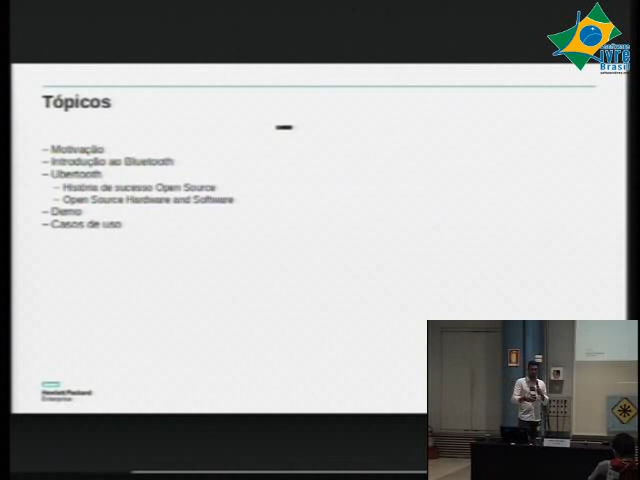 Tópicos
– Motivação
– Introdução ao Bluetooth
– Ubertooth
– História de sucesso Open Source
– Open Source Hardware and Software
– Demo
– Casos de uso
Hewlett Packard
Enterprise
livre
Brasil